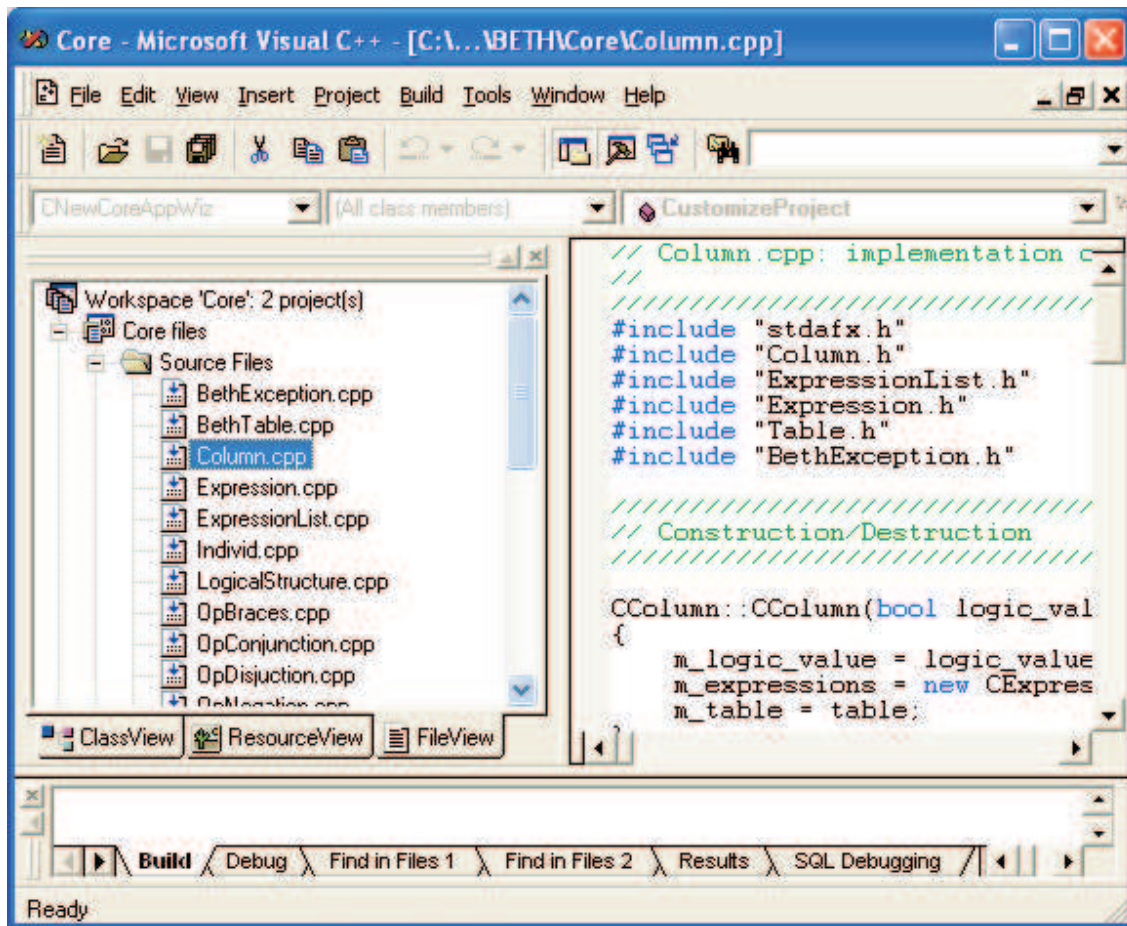 Core - Microsoft Visual C++ - [C:\...\BETH\Core\Column.cpp]
File Edit View Insert Project Build Tools Window Help
CNewCoreAppWiz (All class members) CustomizeProject
Workspace 'Core': 2 project(s)
Core files
Source Files
BethException.cpp
BethTable.cpp
Column.cpp
Expression.cpp
ExpressionList.cpp
Individ.cpp
LogicalStructure.cpp
OpBraces.cpp
OpConjunction.cpp
OpDisjuction.cpp
OpNegation.cpp
ClassView ResourceView FileView
// Column.cpp: implementation c
//
//////////////////////////////
#include "stdafx.h"
#include "Column.h"
#include "ExpressionList.h"
#include "Expression.h"
#include "Table.h"
#include "BethException.h"
//////////////////////////////
// Construction/Destruction
//////////////////////////////
CColumn::CColumn(bool logic_val
{
m_logic_value = logic_value
m_expressions = new CExpres
m_table = table;
}
Build Debug Find in Files 1 Find in Files 2 Results SQL Debugging
Ready